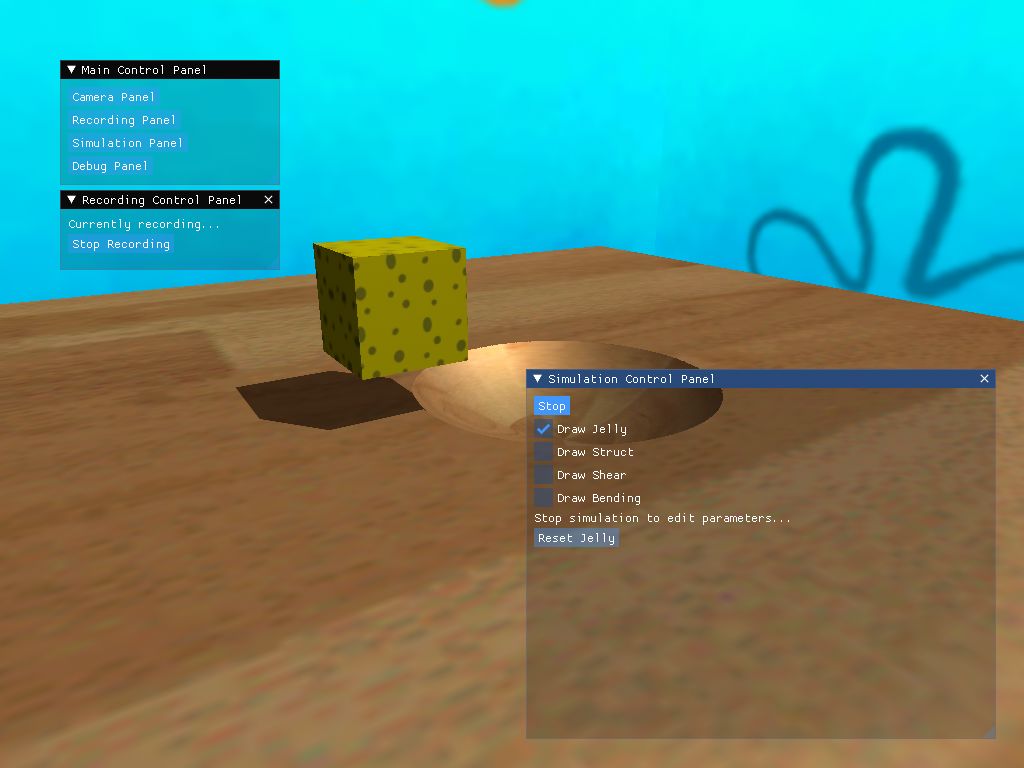 Main Control Panel
Camera Panel
Recording Panel
Simulation Panel
Debug Panel
Recording Control Panel
Currently recording...
Stop Recording
Simulation Control Panel
Stop
Draw Jelly
Draw Struct
Draw Shear
Draw Bending
Stop simulation to edit parameters...
Reset Jelly